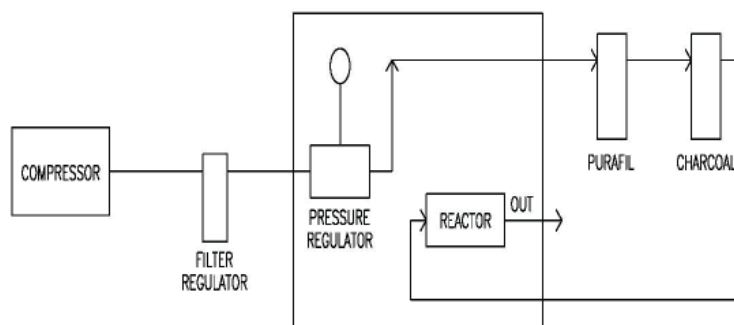 COMPRESSOR
FILTER
REGULATOR
PRESSURE
REGULATOR
REACTOR
OUT
PURAFIL
CHARCOAL